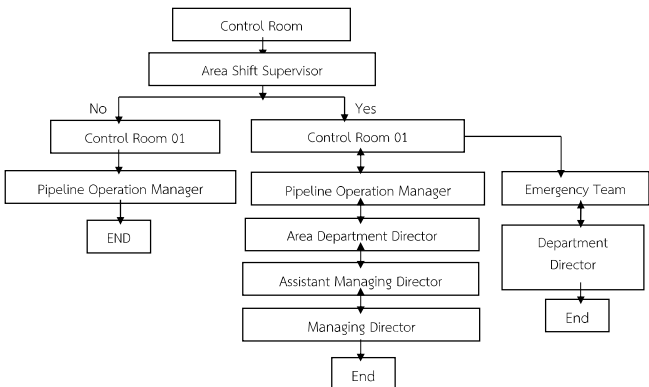 Control Room
Area Shift Supervisor
No
Yes
Control Room 01
Control Room 01
Pipeline Operation Manager
Pipeline Operation Manager
Emergency Team
END
Area Department Director
Department
Director
Assistant Managing Director
End
Managing Director
End